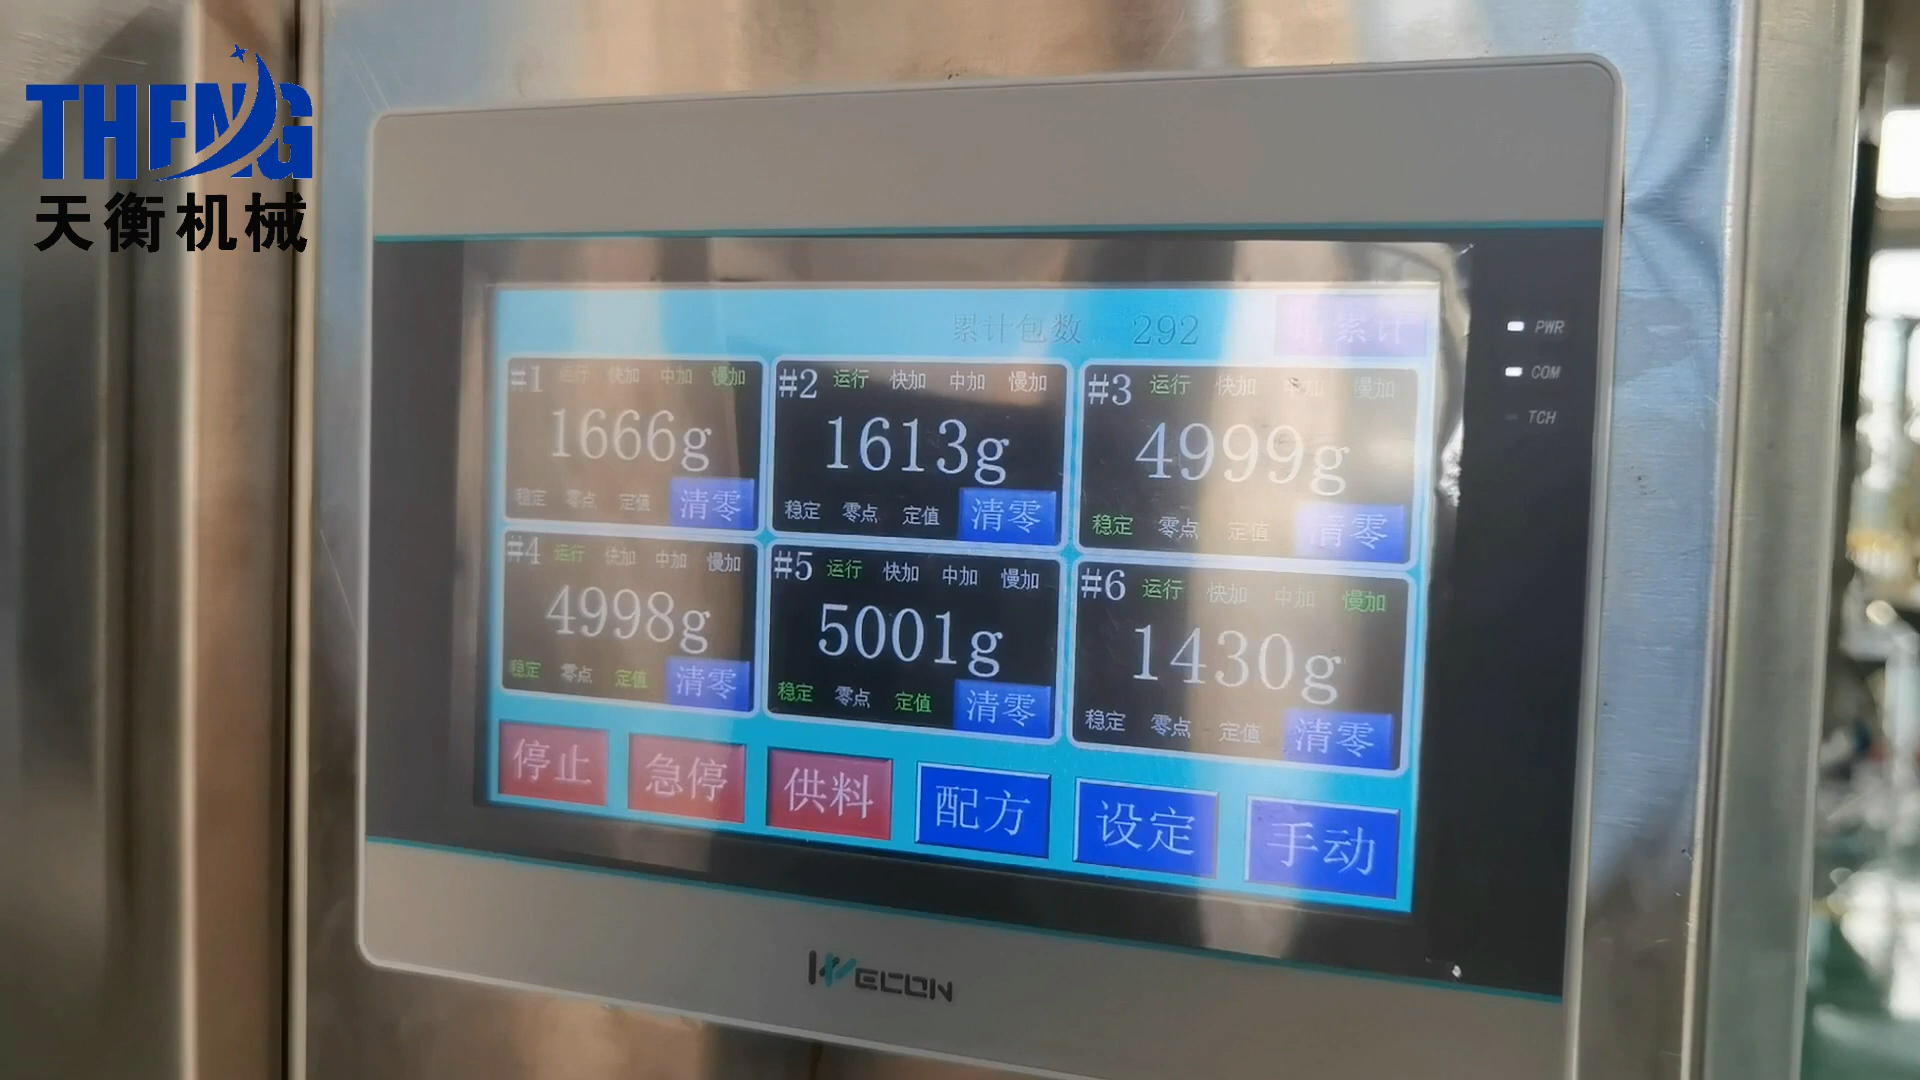 THENG
天衡机械
累计包数 292 清累计
PWR
COM
TCH
#1 运行 快加 中加 慢加
1666g
稳定 零点 定值 清零
#2 运行 快加 中加 慢加
1613g
稳定 零点 定值 清零
#3 运行 快加 中加 慢加
4999g
稳定 零点 定值 清零
#4 运行 快加 中加 慢加
4998g
稳定 零点 定值 清零
#5 运行 快加 中加 慢加
5001g
稳定 零点 定值 清零
#6 运行 快加 中加 慢加
1430g
稳定 零点 定值 清零
停止 急停 供料 配方 设定 手动
WECON